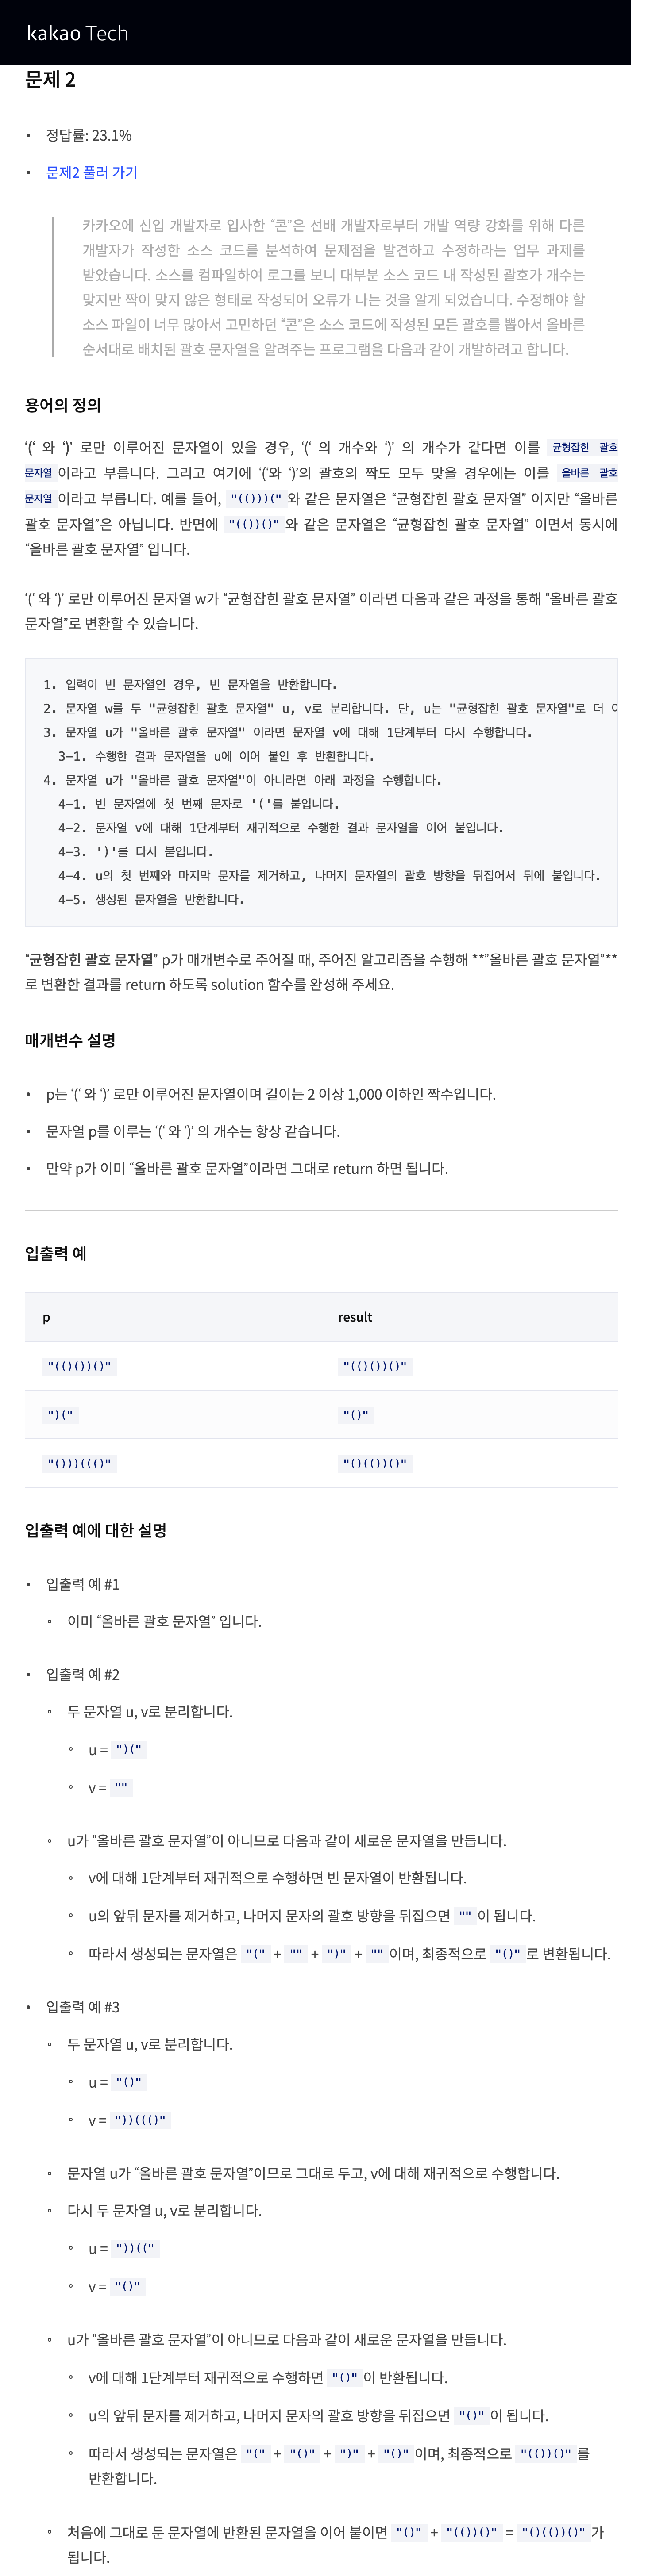 kakao Tech
문제 2
• 정답률: 23.1%
• 문제2 풀러 가기
카카오에 신입 개발자로 입사한 “콘”은 선배 개발자로부터 개발 역량 강화를 위해 다른
개발자가 작성한 소스 코드를 분석하여 문제점을 발견하고 수정하라는 업무 과제를
받았습니다. 소스를 컴파일하여 로그를 보니 대부분 소스 코드 내 작성된 괄호가 개수는
맞지만 짝이 맞지 않은 형태로 작성되어 오류가 나는 것을 알게 되었습니다. 수정해야 할
소스 파일이 너무 많아서 고민하던 “콘”은 소스 코드에 작성된 모든 괄호를 뽑아서 올바른
순서대로 배치된 괄호 문자열을 알려주는 프로그램을 다음과 같이 개발하려고 합니다.
용어의 정의
‘(‘ 와 ‘)’ 로만 이루어진 문자열이 있을 경우, ‘(‘ 의 개수와 ‘)’ 의 개수가 같다면 이를 균형잡힌 괄호
문자열 이라고 부릅니다. 그리고 여기에 ‘(‘와 ‘)’의 괄호의 짝도 모두 맞을 경우에는 이를 올바른 괄호
문자열 이라고 부릅니다. 예를 들어, "(()))(" 와 같은 문자열은 “균형잡힌 괄호 문자열” 이지만 “올바른
괄호 문자열”은 아닙니다. 반면에 "(())()" 와 같은 문자열은 “균형잡힌 괄호 문자열” 이면서 동시에
“올바른 괄호 문자열” 입니다.
‘(‘ 와 ‘)’ 로만 이루어진 문자열 w가 “균형잡힌 괄호 문자열” 이라면 다음과 같은 과정을 통해 “올바른 괄호
문자열”로 변환할 수 있습니다.
1. 입력이 빈 문자열인 경우, 빈 문자열을 반환합니다.
2. 문자열 w를 두 "균형잡힌 괄호 문자열" u, v로 분리합니다. 단, u는 "균형잡힌 괄호 문자열"로 더
3. 문자열 u가 "올바른 괄호 문자열" 이라면 문자열 v에 대해 1단계부터 다시 수행합니다.
3-1. 수행한 결과 문자열을 u에 이어 붙인 후 반환합니다.
4. 문자열 u가 "올바른 괄호 문자열"이 아니라면 아래 과정을 수행합니다.
4-1. 빈 문자열에 첫 번째 문자로 '('를 붙입니다.
4-2. 문자열 v에 대해 1단계부터 재귀적으로 수행한 결과 문자열을 이어 붙입니다.
4-3. ')'를 다시 붙입니다.
4-4. u의 첫 번째와 마지막 문자를 제거하고, 나머지 문자열의 괄호 방향을 뒤집어서 뒤에 붙입니다.
4-5. 생성된 문자열을 반환합니다.
“균형잡힌 괄호 문자열” p가 매개변수로 주어질 때, 주어진 알고리즘을 수행해 **”올바른 괄호 문자열”**
로 변환한 결과를 return 하도록 solution 함수를 완성해 주세요.
매개변수 설명
• p는 ‘(‘ 와 ‘)’ 로만 이루어진 문자열이며 길이는 2 이상 1,000 이하인 짝수입니다.
• 문자열 p를 이루는 ‘(‘ 와 ‘)’ 의 개수는 항상 같습니다.
• 만약 p가 이미 “올바른 괄호 문자열”이라면 그대로 return 하면 됩니다.
입출력 예
p result
"(()())()" "(()())()"
")(" "()"
"()))((()" "()(())()"
입출력 예에 대한 설명
• 입출력 예 #1
◦ 이미 “올바른 괄호 문자열” 입니다.
• 입출력 예 #2
◦ 두 문자열 u, v로 분리합니다.
◦ u = ")("
◦ v = ""
◦ u가 “올바른 괄호 문자열”이 아니므로 다음과 같이 새로운 문자열을 만듭니다.
◦ v에 대해 1단계부터 재귀적으로 수행하면 빈 문자열이 반환됩니다.
◦ u의 앞뒤 문자를 제거하고, 나머지 문자의 괄호 방향을 뒤집으면 "" 이 됩니다.
◦ 따라서 생성되는 문자열은 "(" + "" + ")" + "" 이며, 최종적으로 "()" 로 변환됩니다.
• 입출력 예 #3
◦ 두 문자열 u, v로 분리합니다.
◦ u = "()"
◦ v = "))((()"
◦ 문자열 u가 “올바른 괄호 문자열”이므로 그대로 두고, v에 대해 재귀적으로 수행합니다.
◦ 다시 두 문자열 u, v로 분리합니다.
◦ u = "))(("
◦ v = "()"
◦ u가 “올바른 괄호 문자열”이 아니므로 다음과 같이 새로운 문자열을 만듭니다.
◦ v에 대해 1단계부터 재귀적으로 수행하면 "()" 이 반환됩니다.
◦ u의 앞뒤 문자를 제거하고, 나머지 문자의 괄호 방향을 뒤집으면 "()" 이 됩니다.
◦ 따라서 생성되는 문자열은 "(" + "()" + ")" + "()" 이며, 최종적으로 "(())()" 를
반환합니다.
◦ 처음에 그대로 둔 문자열에 반환된 문자열을 이어 붙이면 "()" + "(())()" = "()(())()" 가
됩니다.